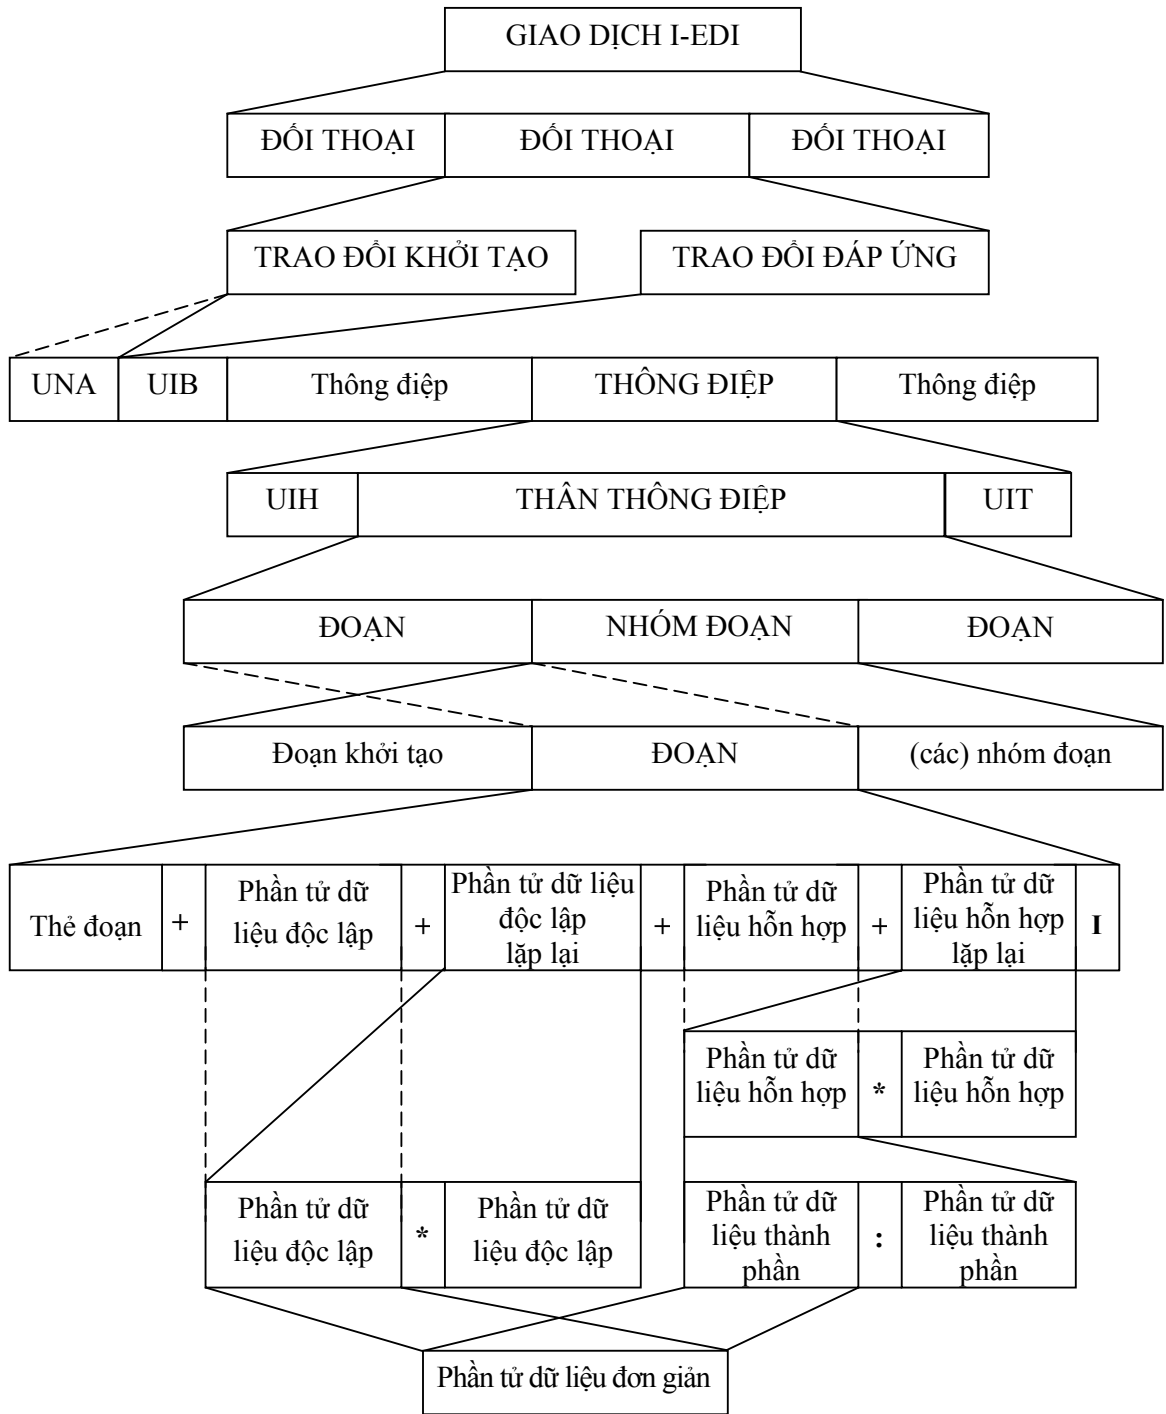 GIAO DỊCH I-EDI
ĐỐI THOẠI ĐỐI THOẠI ĐỐI THOẠI
TRAO ĐỔI KHỞI TẠO TRAO ĐỔI ĐÁP ỨNG
UNA UIB Thông điệp THÔNG ĐIỆP Thông điệp
UIH THÂN THÔNG ĐIỆP UIT
ĐOẠN NHÓM ĐOẠN ĐOẠN
Đoạn khởi tạo ĐOẠN (các) nhóm đoạn
Thẻ đoạn
+
Phần tử dữ
liệu độc lập
+
Phần tử dữ liệu
độc lập
lặp lại
+
Phần tử dữ
liệu hỗn hợp
+
Phần tử dữ
liệu hỗn hợp
lặp lại
I
Phần tử dữ
liệu hỗn hợp
*
Phần tử dữ
liệu hỗn hợp
Phần tử dữ
liệu độc lập
*
Phần tử dữ
liệu độc lập
Phần tử dữ
liệu thành
phần
:
Phần tử dữ
liệu thành
phần
Phần tử dữ liệu đơn giản